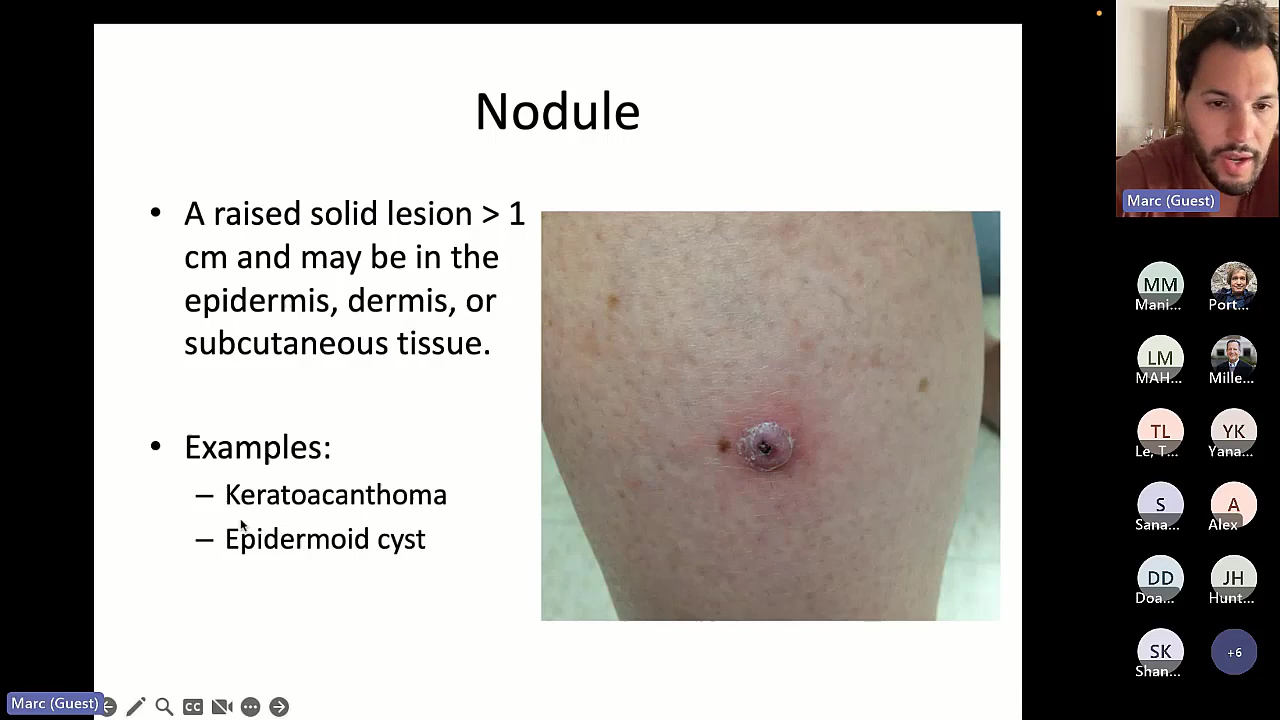 Nodule
• A raised solid lesion > 1
cm and may be in the
epidermis, dermis, or
subcutaneous tissue.
• Examples:
– Keratoacanthoma
– Epidermoid cyst
Marc (Guest)
MM
Mani...
Port...
LM
MAH...
Mille...
TL
Le, T...
YK
Yana...
S
Sana...
A
Alex
DD
Doa...
JH
Hunt...
SK
Shan...
+6
Marc (Guest)
CC